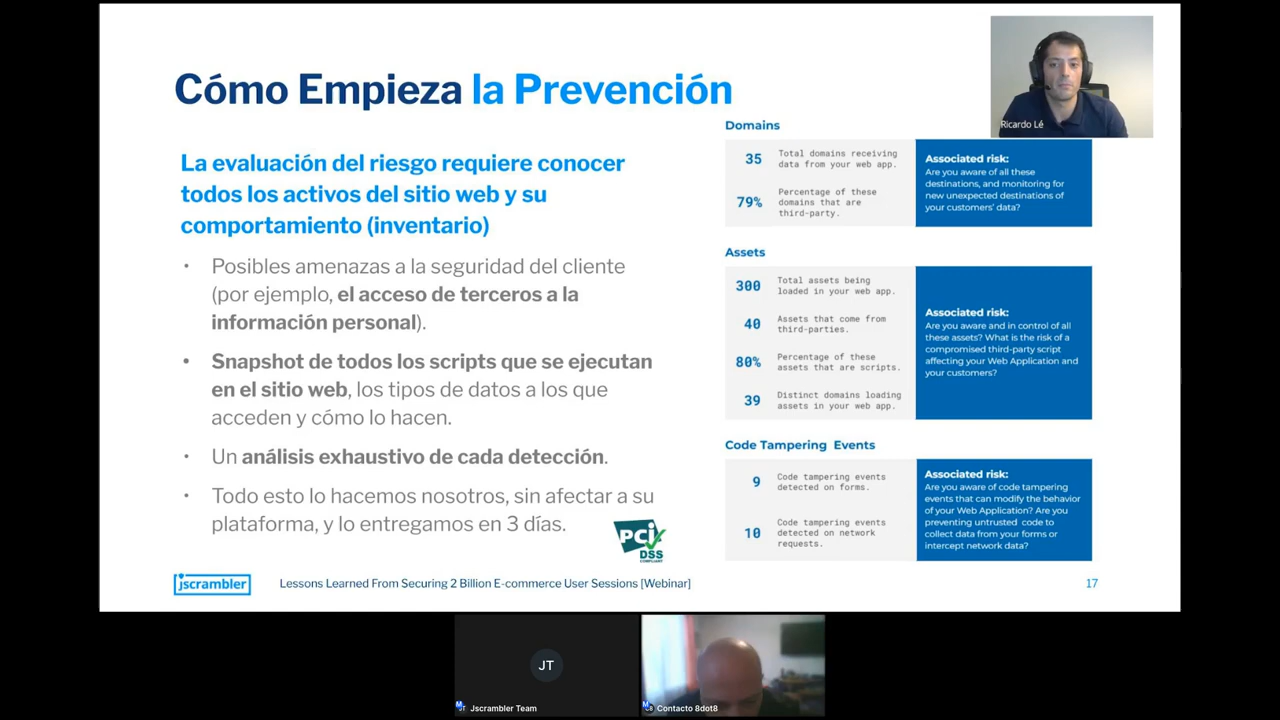 Cómo Empieza la Prevención
La evaluación del riesgo requiere conocer
todos los activos del sitio web y su
comportamiento (inventario)
• Posibles amenazas a la seguridad del cliente
(por ejemplo, el acceso de terceros a la
información personal).
• Snapshot de todos los scripts que se ejecutan
en el sitio web, los tipos de datos a los que
acceden y cómo lo hacen.
• Un análisis exhaustivo de cada detección.
• Todo esto lo hacemos nosotros, sin afectar a su
plataforma, y lo entregamos en 3 días.
PCI
DSS
COMPLIANT
Ricardo Lé
Domains
35 Total domains receiving
data from your web app.
79% Percentage of these
domains that are
third-party.
Associated risk:
Are you aware of all these
destinations, and monitoring for
new unexpected destinations of
your customers' data?
Assets
300 Total assets being
loaded in your web app.
40 Assets that come from
third-parties.
80% Percentage of these
assets that are scripts.
39 Distinct domains loading
assets in your web app.
Associated risk:
Are you aware and in control of all
these assets? What is the risk of a
compromised third-party script
affecting your Web Application and
your customers?
Code Tampering Events
9 Code tampering events
detected on forms.
10 Code tampering events
detected on network
requests.
Associated risk:
Are you aware of code tampering
events that can modify the behavior
of your Web Application? Are you
preventing untrusted code to
collect data from your forms or
intercept network data?
jscrambler
Lessons Learned From Securing 2 Billion E-commerce User Sessions [Webinar]
17
JT
Jscrambler Team
Contacto 8dot8